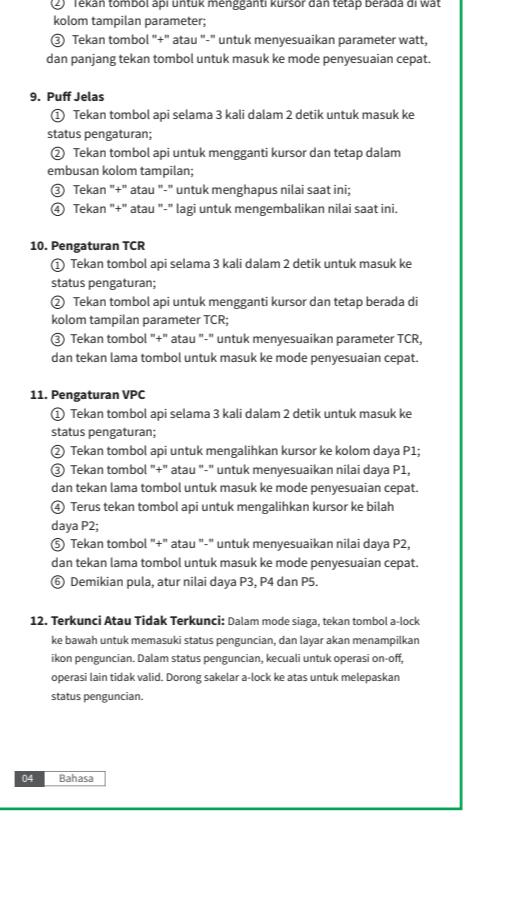 ② Tekan tombol api untuk mengganti kursor dan tetap berada di wat
kolom tampilan parameter;
③ Tekan tombol "+" atau "-" untuk menyesuaikan parameter watt,
dan panjang tekan tombol untuk masuk ke mode penyesuaian cepat.
9. Puff Jelas
① Tekan tombol api selama 3 kali dalam 2 detik untuk masuk ke
status pengaturan;
② Tekan tombol api untuk mengganti kursor dan tetap dalam
embusan kolom tampilan;
③ Tekan "+" atau "-" untuk menghapus nilai saat ini;
④ Tekan "+" atau "-" lagi untuk mengembalikan nilai saat ini.
10. Pengaturan TCR
① Tekan tombol api selama 3 kali dalam 2 detik untuk masuk ke
status pengaturan;
② Tekan tombol api untuk mengganti kursor dan tetap berada di
kolom tampilan parameter TCR;
③ Tekan tombol "+" atau "-" untuk menyesuaikan parameter TCR,
dan tekan lama tombol untuk masuk ke mode penyesuaian cepat.
11. Pengaturan VPC
① Tekan tombol api selama 3 kali dalam 2 detik untuk masuk ke
status pengaturan;
② Tekan tombol api untuk mengalihkan kursor ke kolom daya P1;
③ Tekan tombol "+" atau "-" untuk menyesuaikan nilai daya P1,
dan tekan lama tombol untuk masuk ke mode penyesuaian cepat.
④ Terus tekan tombol api untuk mengalihkan kursor ke bilah
daya P2;
⑤ Tekan tombol "+" atau "-" untuk menyesuaikan nilai daya P2,
dan tekan lama tombol untuk masuk ke mode penyesuaian cepat.
⑥ Demikian pula, atur nilai daya P3, P4 dan P5.
12. Terkunci Atau Tidak Terkunci: Dalam mode siaga, tekan tombol a-lock
ke bawah untuk memasuki status penguncian, dan layar akan menampilkan
ikon penguncian. Dalam status penguncian, kecuali untuk operasi on-off,
operasi lain tidak valid. Dorong sakelar a-lock ke atas untuk melepaskan
status penguncian.
04 Bahasa